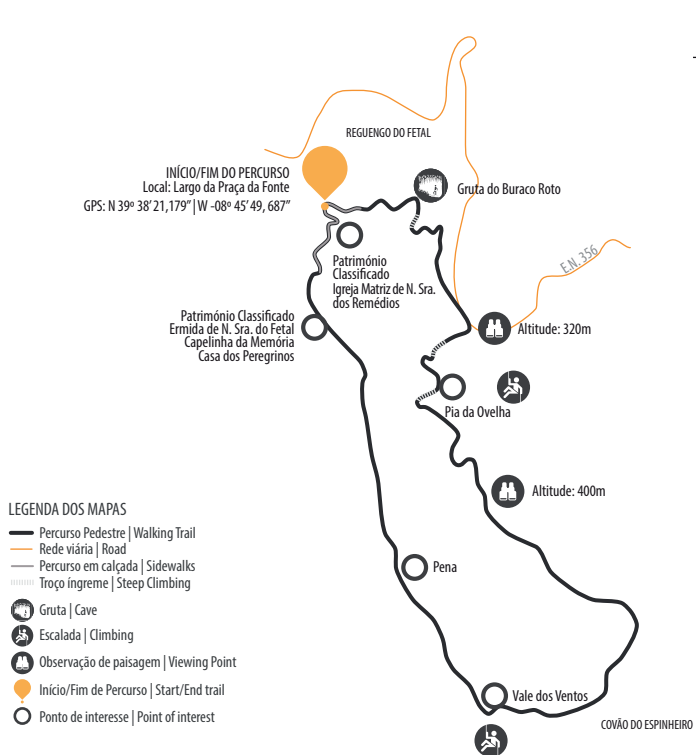 REGUENGO DO FETAL
INÍCIO/FIM DO PERCURSO
Local: Largo da Praça da Fonte
GPS: N 39º 38’ 21,179” | W -08º 45’ 49, 687”
Gruta do Buraco Roto
Património
Classificado
Igreja Matriz de N. Sra.
dos Remédios
E.N. 356
Património Classificado
Ermida de N. Sra. do Fetal
Capelinha da Memória
Casa dos Peregrinos
Altitude: 320m
Pia da Ovelha
Altitude: 400m
Pena
Vale dos Ventos
COVÃO DO ESPINHEIRO
LEGENDA DOS MAPAS
Percurso Pedestre | Walking Trail
Rede viária | Road
Percurso em calçada | Sidewalks
Troço íngreme | Steep Climbing
Gruta | Cave
Escalada | Climbing
Observação de paisagem | Viewing Point
Início/Fim de Percurso | Start/End trail
Ponto de interesse | Point of interest